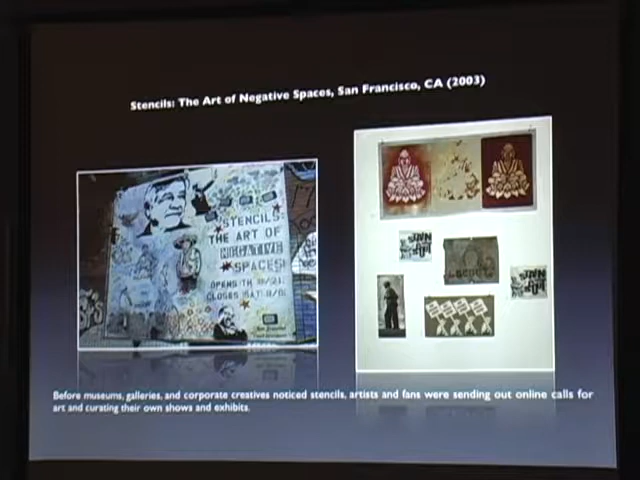 Stencils: The Art of Negative Spaces, San Francisco, CA (2003)
STENCILS:
THE ART OF
NEGATIVE
SPACES
Before museums, galleries, and corporate creatives noticed stencils, artists and fans were sending out online calls for
art and curating their own shows and exhibits.